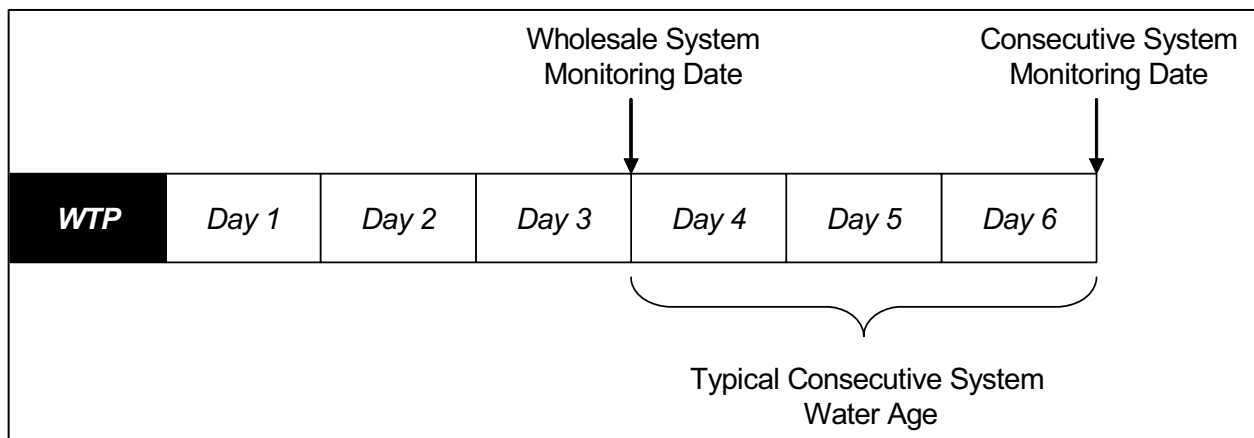 Wholesale System
Monitoring Date
Consecutive System
Monitoring Date
WTP
Day 1
Day 2
Day 3
Day 4
Day 5
Day 6
Typical Consecutive System
Water Age